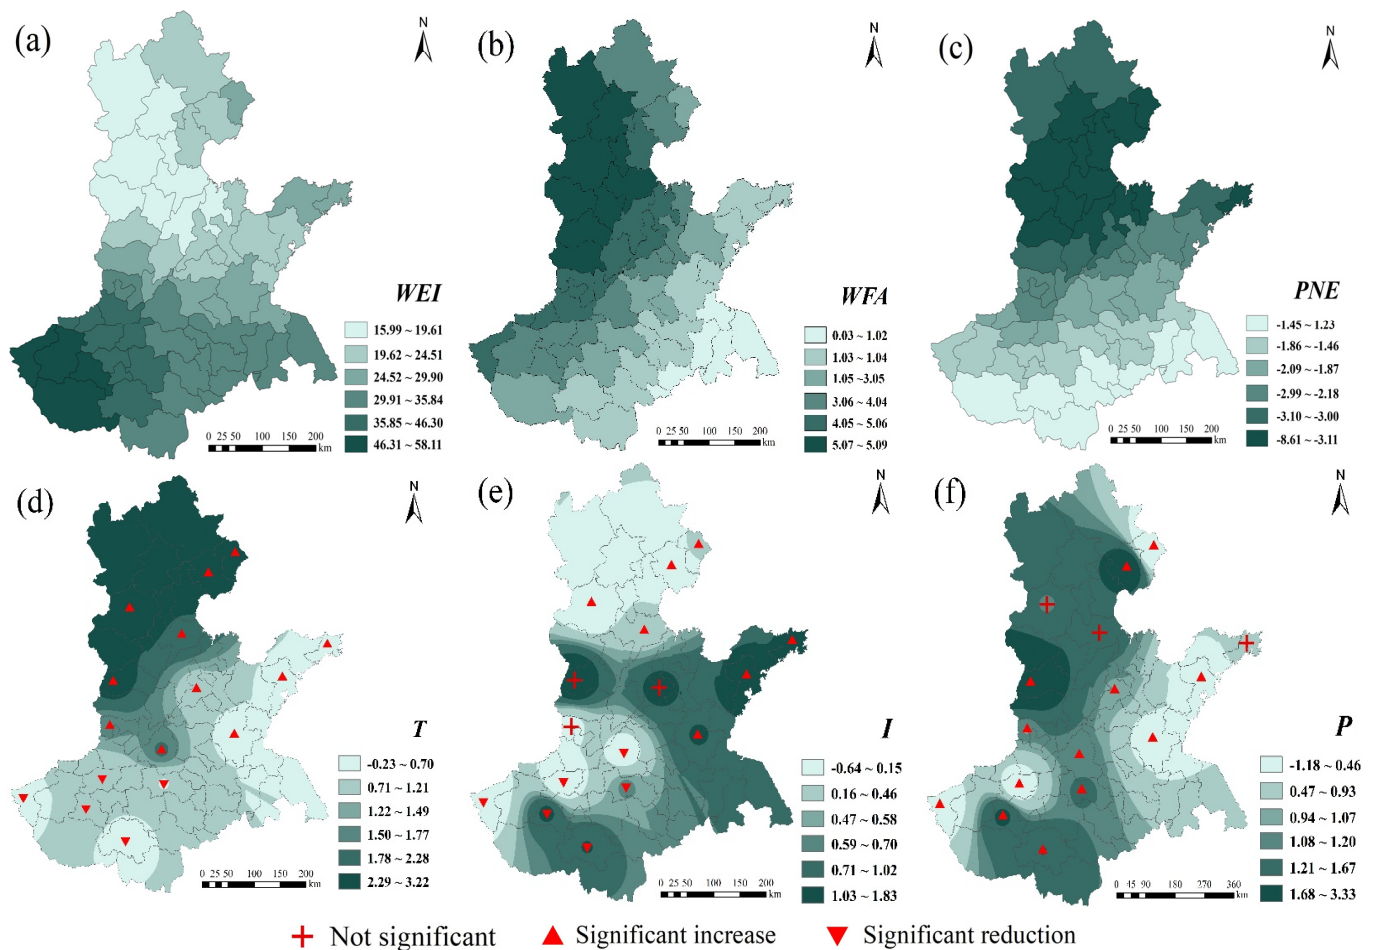 (a)
N
WEI
15.99 ~ 19.61
19.62 ~ 24.51
24.52 ~ 29.90
29.91 ~ 35.84
35.85 ~ 46.30
46.31 ~ 58.11
0 25 50 100 150 200
km
(b)
N
WFA
0.03 ~ 1.02
1.03 ~ 1.04
1.05 ~3.05
3.06 ~ 4.04
4.05 ~ 5.06
5.07 ~ 5.09
0 25 50 100 150 200
km
(c)
N
PNE
-1.45 ~ 1.23
-1.86 ~ -1.46
-2.09 ~ -1.87
-2.99 ~ -2.18
-3.10 ~ -3.00
-8.61 ~ -3.11
0 25 50 100 150 200
km
(d)
N
T
-0.23 ~ 0.70
0.71 ~ 1.21
1.22 ~ 1.49
1.50 ~ 1.77
1.78 ~ 2.28
2.29 ~ 3.22
0 25 50 100 150 200
km
(e)
N
I
-0.64 ~ 0.15
0.16 ~ 0.46
0.47 ~ 0.58
0.59 ~ 0.70
0.71 ~ 1.02
1.03 ~ 1.83
0 25 50 100 150 200
km
(f)
N
P
-1.18 ~ 0.46
0.47 ~ 0.93
0.94 ~ 1.07
1.08 ~ 1.20
1.21 ~ 1.67
1.68 ~ 3.33
0 45 90 180 270 360
km
Not significant
Significant increase
Significant reduction